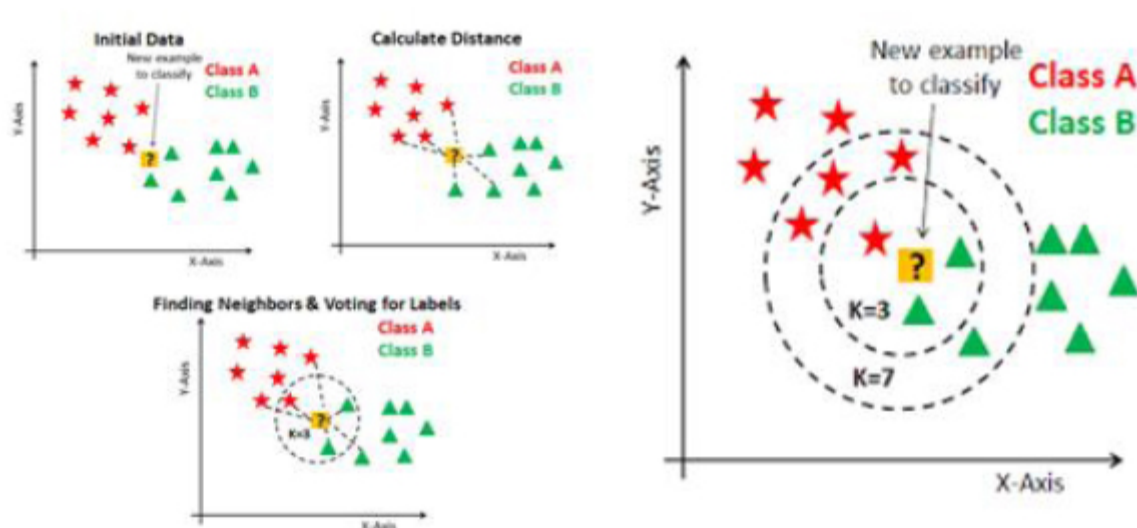 Initial Data
New example
to classify
Class A
Class B
Y-Axis
?
X-Axis
Calculate Distance
Class A
Class B
Y-Axis
?
X-Axis
Finding Neighbors & Voting for Labels
Class A
Class B
Y-Axis
?
K=3
X-Axis
New example
to classify
Class A
Class B
Y-Axis
?
K=3
K=7
X-Axis